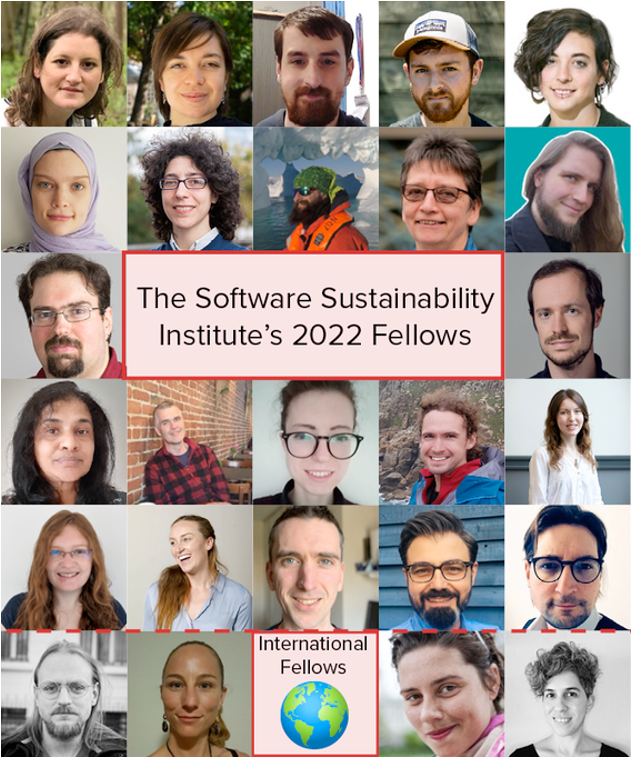 The Software Sustainability
Institute's 2022 Fellows
International
Fellows